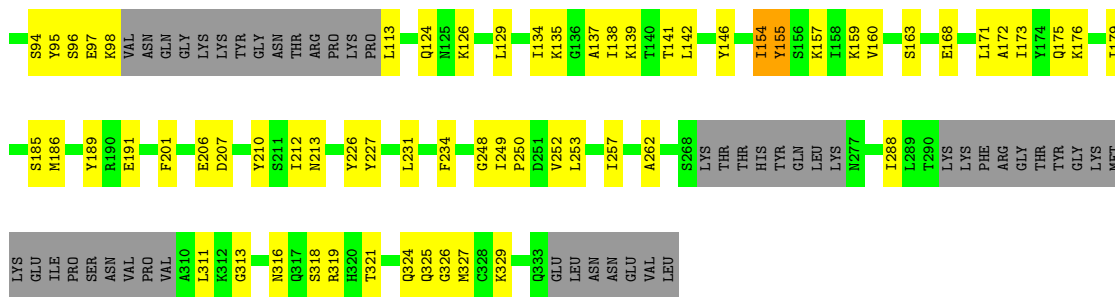 S94 Y95 S96 E97 K98 VAL ASN GLN GLY LYS LYS TYR GLY ASN THR ARG PRO LYS PRO L113 Q124 N125 K126 L129 I134 K135 G136 A137 I138 K139 T140 T141 L142 Y146 I154 Y155 S156 K157 I158 K159 V160 S163 E168 L171 A172 I173 Y174 Q175 K176
S185 M186 Y189 R190 E191 F201 E206 D207 Y210 S211 I212 N213 Y226 Y227 L231 F234 G248 I249 P250 D251 V252 L253 I257 A262 S268 LYS THR THR HIS TYR GLN LEU LYS N277 I288 L289 T290 LYS LYS PHE ARG GLY THR TYR GLY LYS MET
LYS GLU ILE PRO SER ASN VAL PRO VAL A310 L311 K312 G313 N316 Q317 S318 R319 H320 T321 Q324 Q325 G326 M327 C328 K329 Q333 GLU LEU ASN ASN GLU VAL LEU